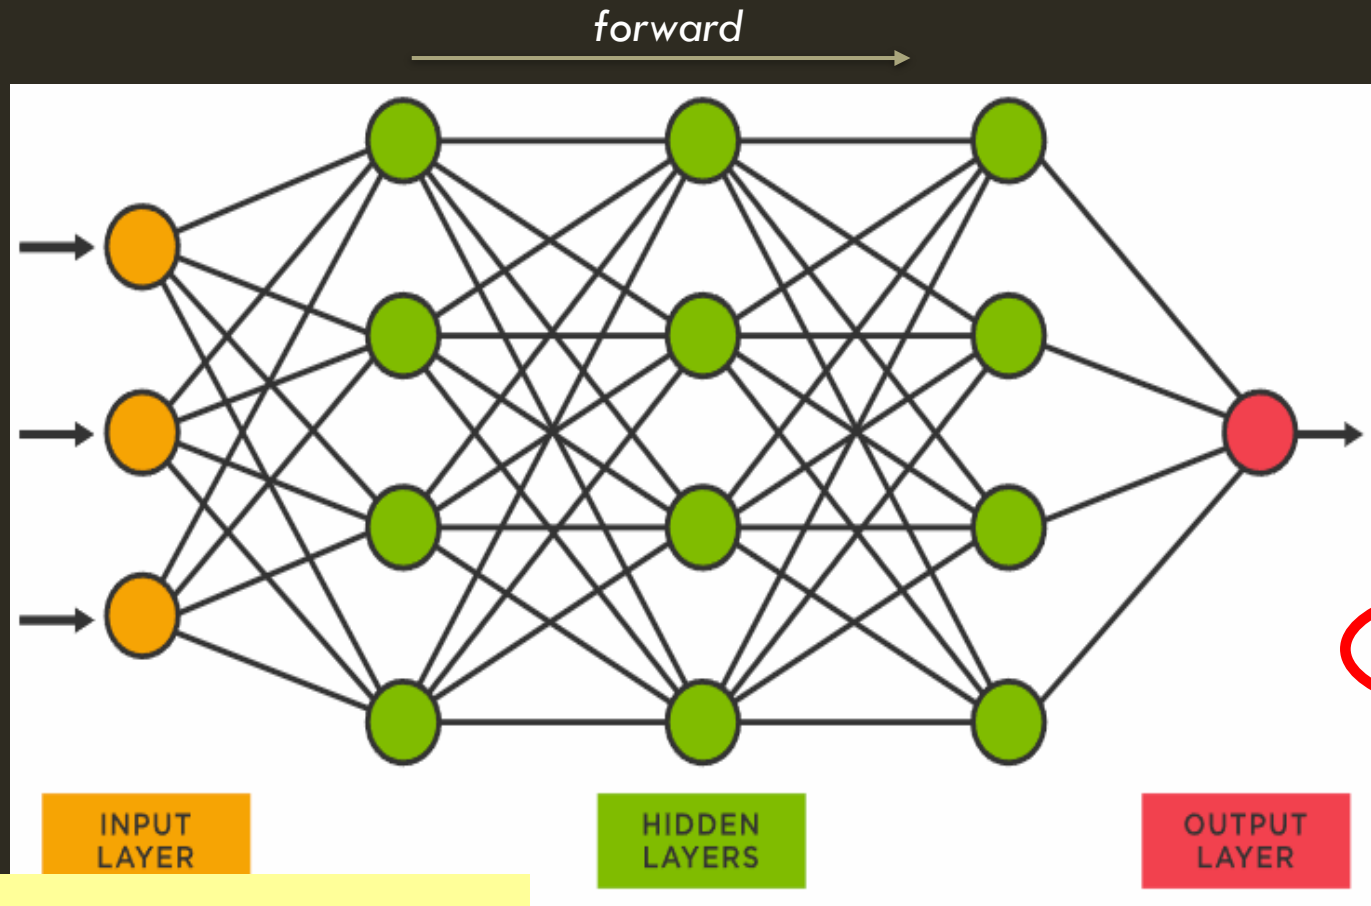 forward
INPUT
LAYER
HIDDEN
LAYERS
OUTPUT
LAYER